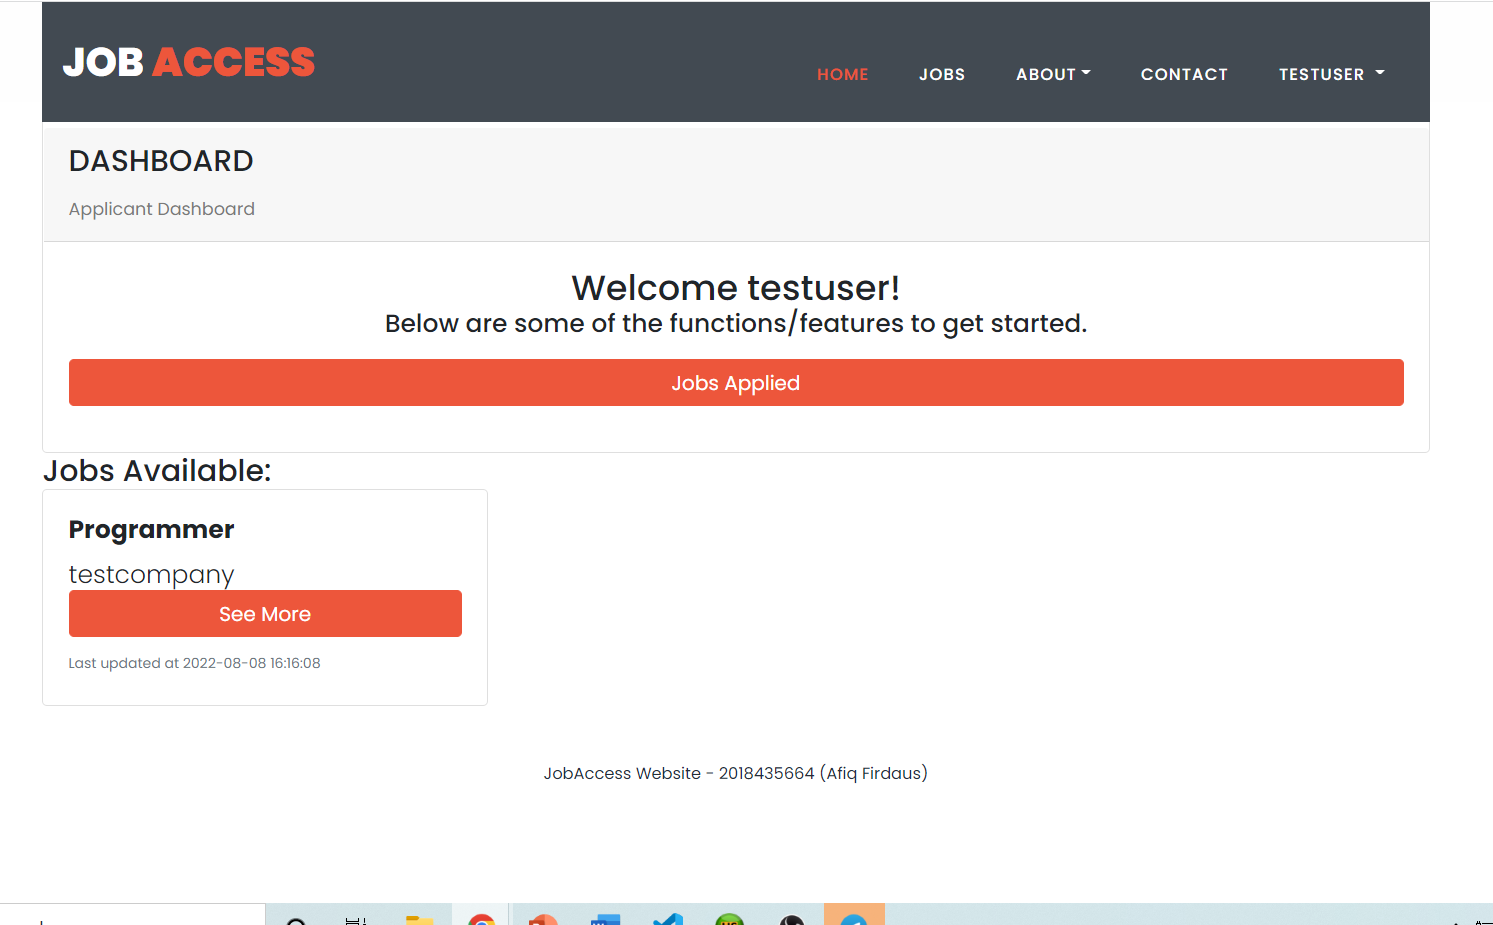 JOB ACCESS
HOME JOBS ABOUT CONTACT TESTUSER
DASHBOARD
Applicant Dashboard
Welcome testuser!
Below are some of the functions/features to get started.
Jobs Applied
Jobs Available:
Programmer
testcompany
See More
Last updated at 2022-08-08 16:16:08
JobAccess Website - 2018435664 (Afiq Firdaus)